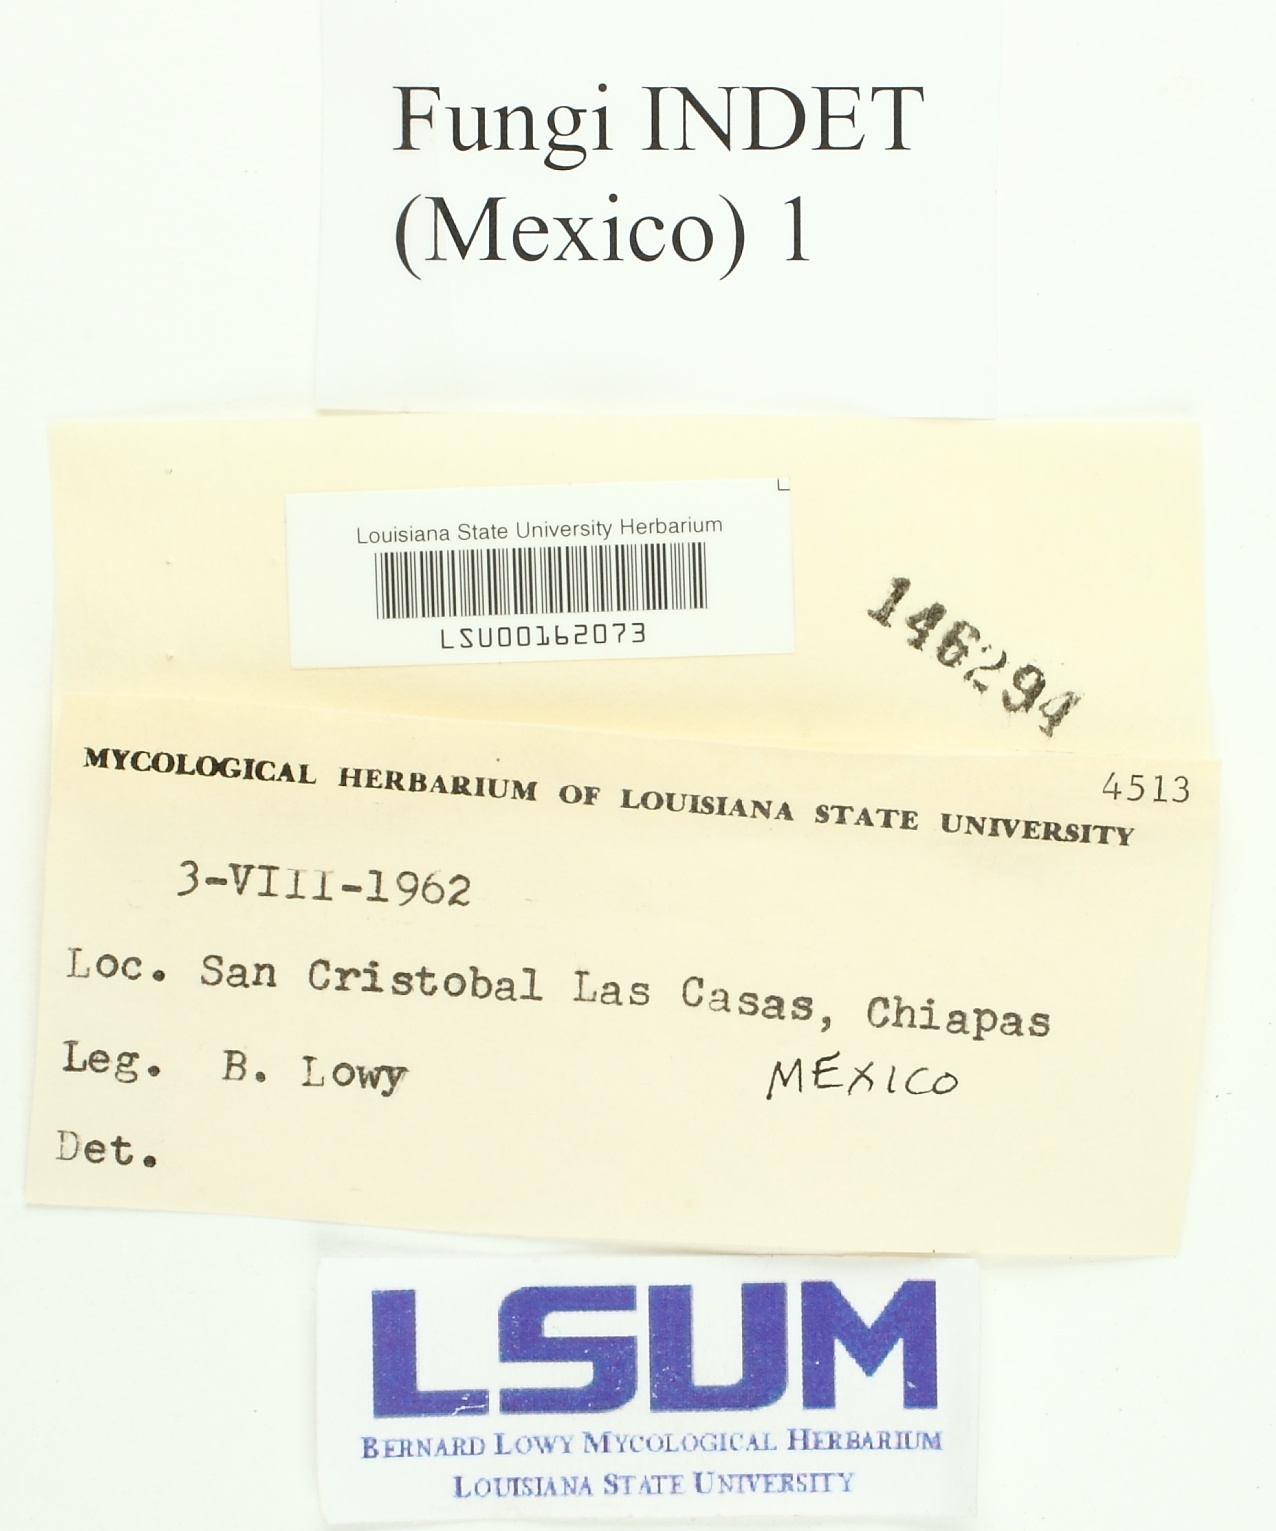 Fungi INDET
(Mexico) 1
Louisiana State University Herbarium
LSU00162073
146294
4513
MYCOLOGICAL HERBARIUM OF LOUISIANA STATE UNIVERSITY
3-VIII-1962
Loc. San Cristobal Las Casas, Chiapas
Leg. B. Lowy MEXICO
Det.
LSUM
BERNARD LOWY MYCOLOGICAL HERBARIUM
LOUISIANA STATE UNIVERSITY